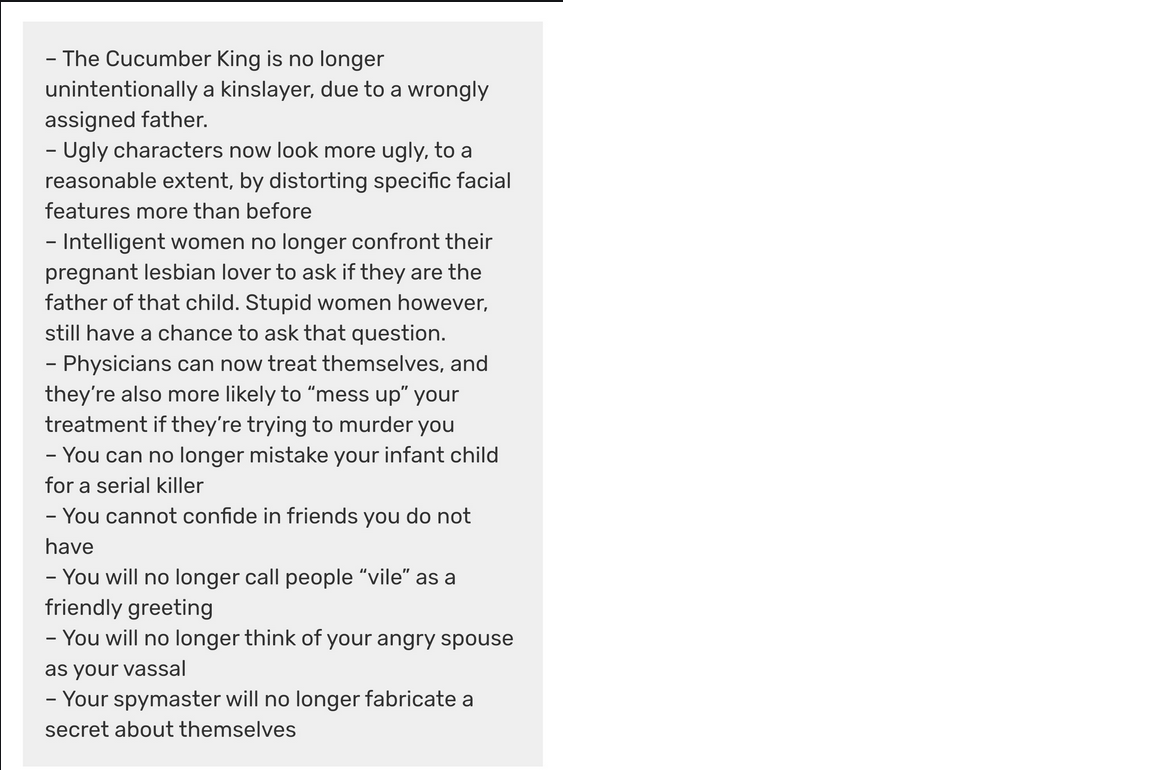 – The Cucumber King is no longer
unintentionally a kinslayer, due to a wrongly
assigned father.
– Ugly characters now look more ugly, to a
reasonable extent, by distorting specific facial
features more than before
– Intelligent women no longer confront their
pregnant lesbian lover to ask if they are the
father of that child. Stupid women however,
still have a chance to ask that question.
– Physicians can now treat themselves, and
they’re also more likely to “mess up” your
treatment if they’re trying to murder you
– You can no longer mistake your infant child
for a serial killer
– You cannot confide in friends you do not
have
– You will no longer call people “vile” as a
friendly greeting
– You will no longer think of your angry spouse
as your vassal
– Your spymaster will no longer fabricate a
secret about themselves